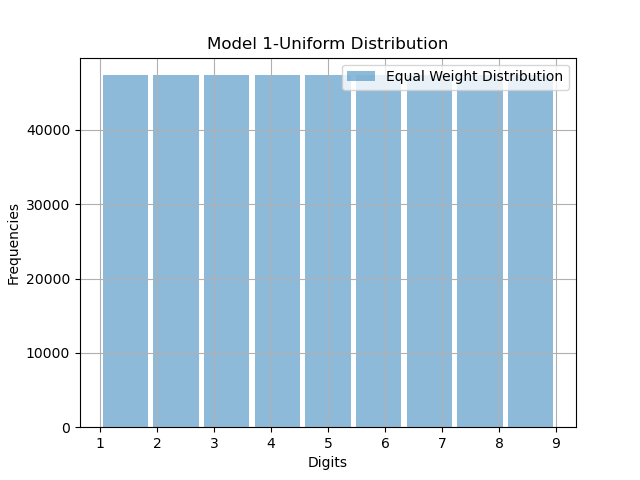 Model 1-Uniform Distribution
Equal Weight Distribution
40000
30000
20000
10000
0
Frequencies
1 2 3 4 5 6 7 8 9
Digits